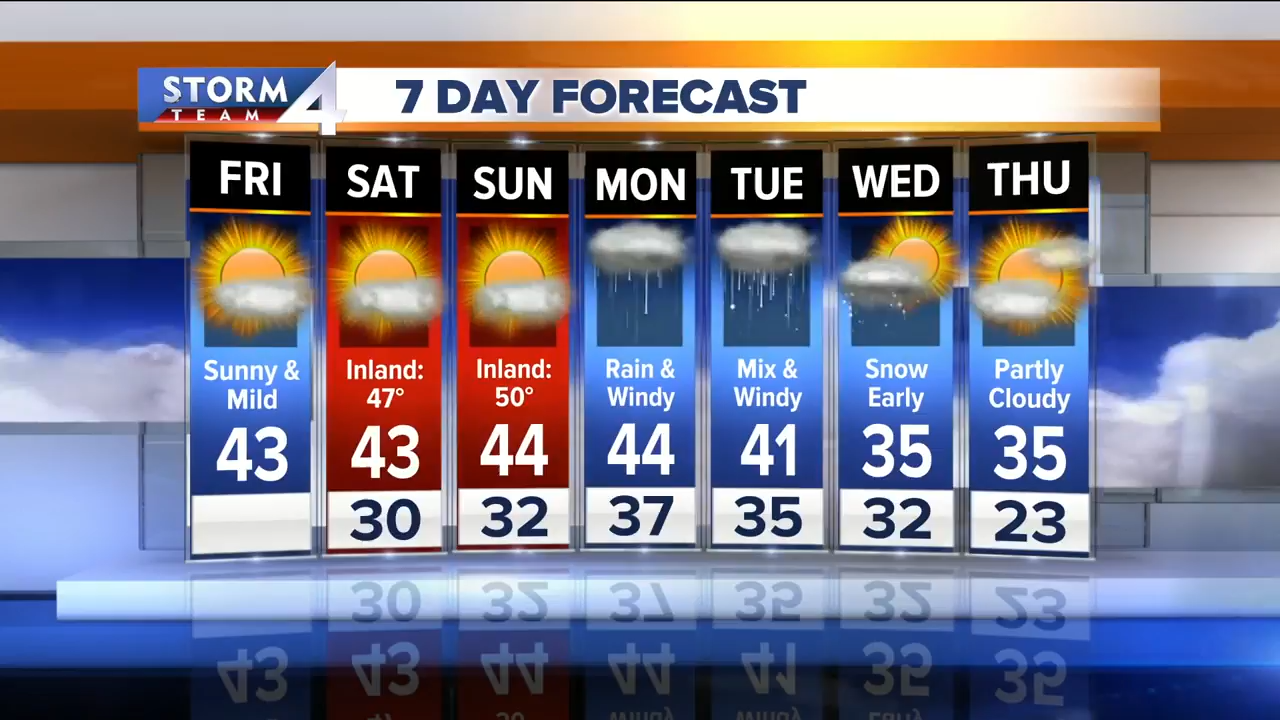 STORM
TEAM
4
7 DAY FORECAST
FRI
SAT
SUN
MON
TUE
WED
THU
Sunny &
Mild
Inland:
47°
Inland:
50°
Rain &
Windy
Mix &
Windy
Snow
Early
Partly
Cloudy
43
43
44
44
41
35
35
30
32
37
35
32
23